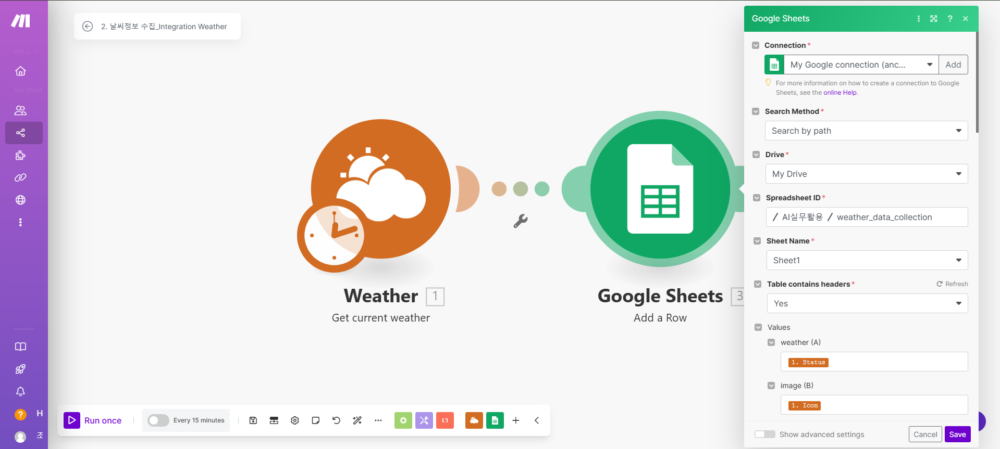 2. 날씨정보 수집_Integration Weather
MY ...
MY TEAM
H
조
Weather 1
Get current weather
Google Sheets 3
Add a Row
Run once
Every 15 minutes
Google Sheets
Connection *
My Google connection (anc...
Add
For more information on how to create a connection to Google
Sheets, see the online Help.
Search Method *
Search by path
Drive *
My Drive
Spreadsheet ID *
/ AI실무활용 / weather_data_collection
Sheet Name *
Sheet1
Table contains headers *
Refresh
Yes
Values
weather (A)
1. Status
image (B)
1. Icon
Show advanced settings
Cancel
Save